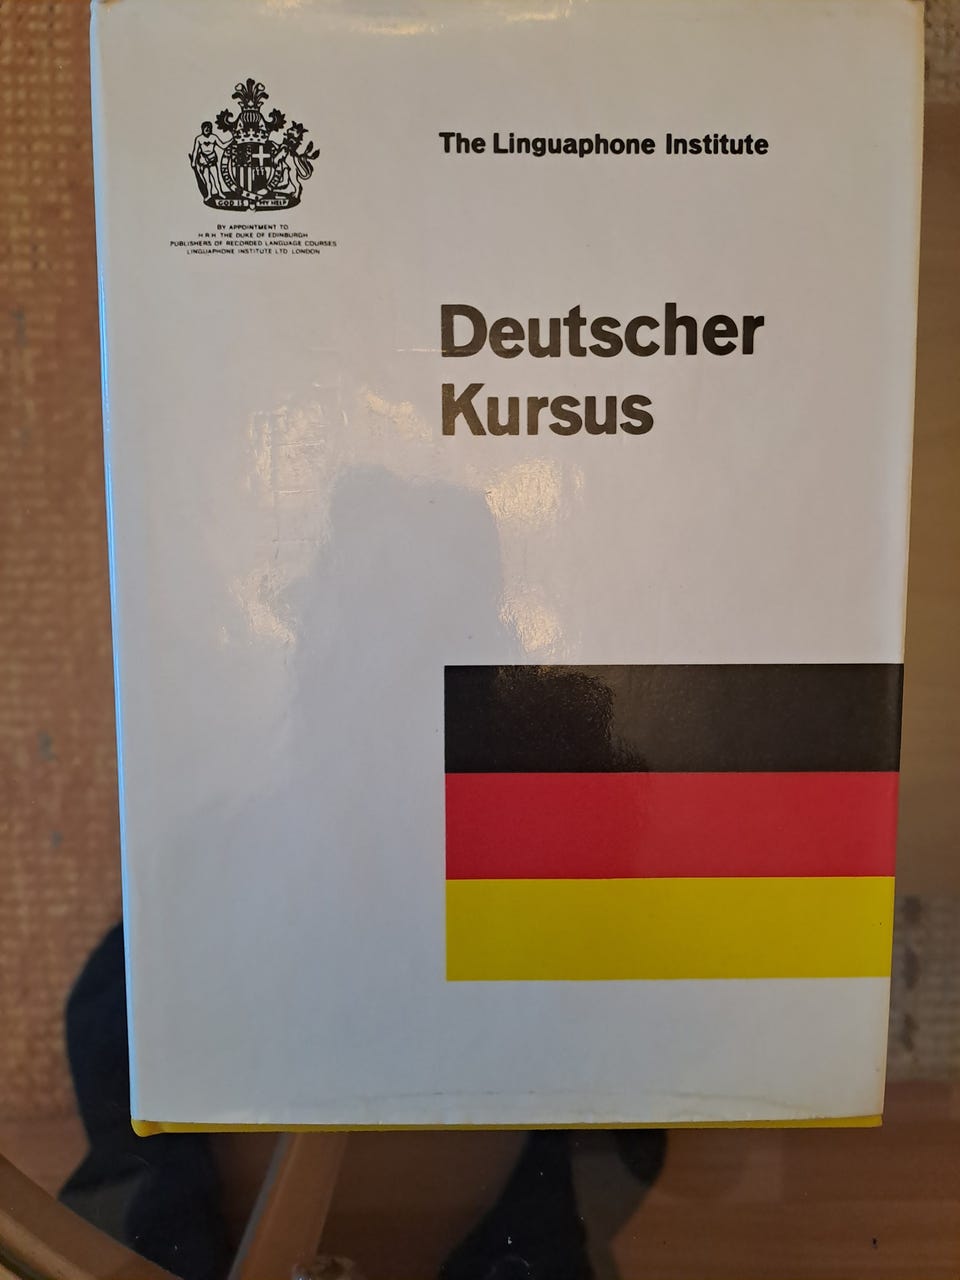 GOD IS MY HELP
BY APPOINTMENT TO
H.R.H. THE DUKE OF EDINBURGH
PUBLISHERS OF RECORDED LANGUAGE COURSES
LINGUAPHONE INSTITUTE LTD. LONDON
The Linguaphone Institute
Deutscher
Kursus